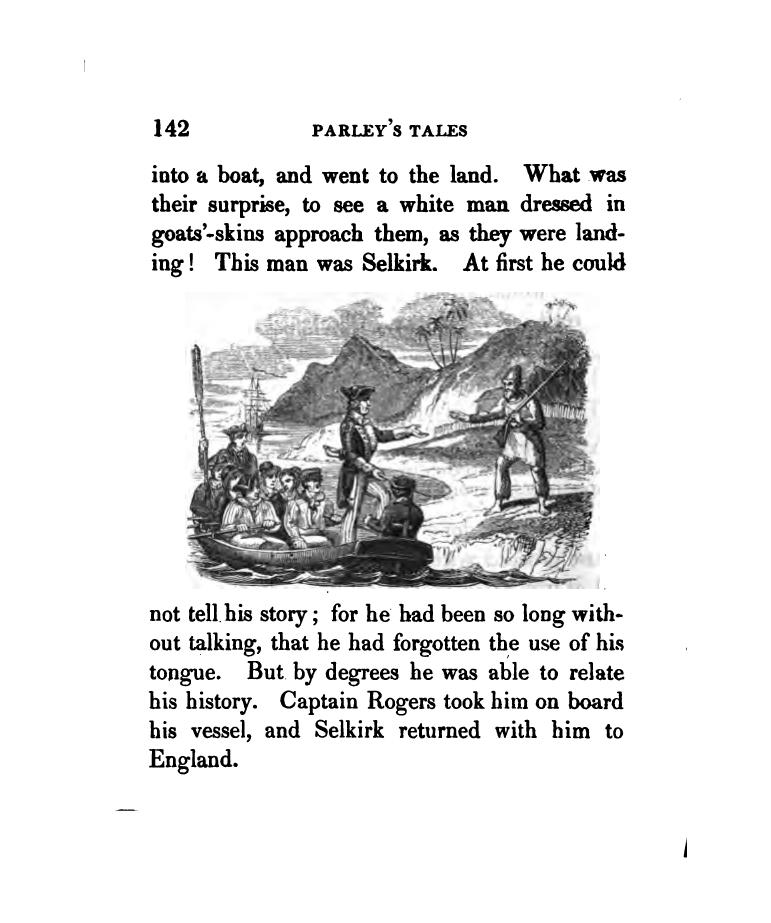 142 PARLEY'S TALES
into a boat, and went to the land. What was
their surprise, to see a white man dressed in
goats'-skins approach them, as they were land-
ing! This man was Selkirk. At first he could
not tell his story; for he had been so long with-
out talking, that he had forgotten the use of his
tongue. But by degrees he was able to relate
his history. Captain Rogers took him on board
his vessel, and Selkirk returned with him to
England.